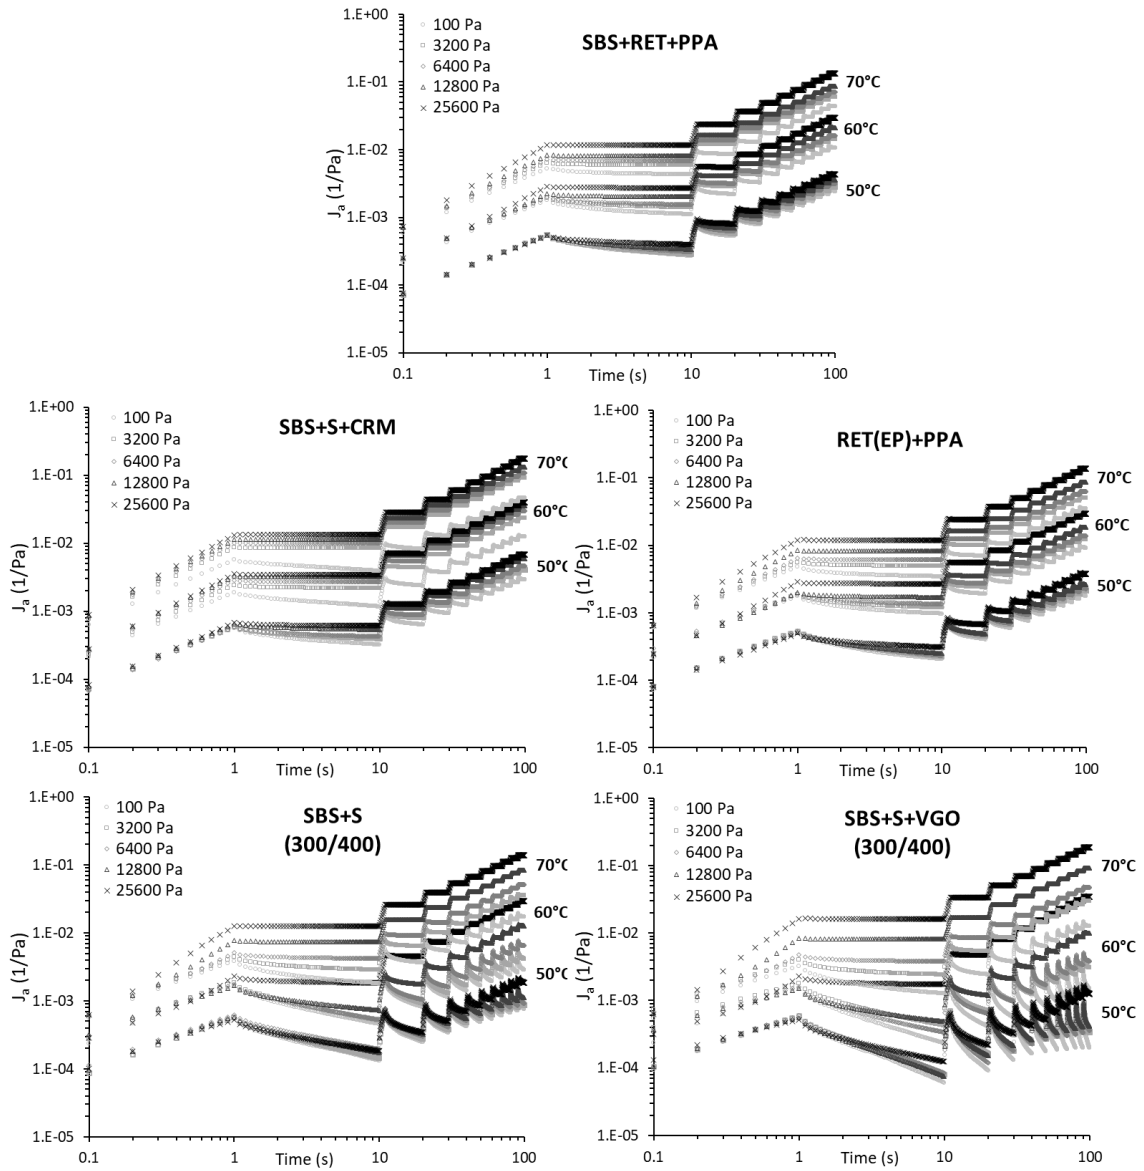 SBS+RET+PPA
100 Pa
3200 Pa
6400 Pa
12800 Pa
25600 Pa
1.E+00
1.E-01
1.E-02
1.E-03
1.E-04
1.E-05
Ja (1/Pa)
70°C
60°C
50°C
0.1
1
10
100
Time (s)
SBS+S+CRM
100 Pa
3200 Pa
6400 Pa
12800 Pa
25600 Pa
1.E+00
1.E-01
1.E-02
1.E-03
1.E-04
1.E-05
Ja (1/Pa)
70°C
60°C
50°C
0.1
1
10
100
Time (s)
RET(EP)+PPA
100 Pa
3200 Pa
6400 Pa
12800 Pa
25600 Pa
1.E+00
1.E-01
1.E-02
1.E-03
1.E-04
1.E-05
Ja (1/Pa)
70°C
60°C
50°C
0.1
1
10
100
Time (s)
SBS+S
(300/400)
100 Pa
3200 Pa
6400 Pa
12800 Pa
25600 Pa
1.E+00
1.E-01
1.E-02
1.E-03
1.E-04
1.E-05
Ja (1/Pa)
70°C
60°C
50°C
0.1
1
10
100
Time (s)
SBS+S+VGO
(300/400)
100 Pa
3200 Pa
6400 Pa
12800 Pa
25600 Pa
1.E+00
1.E-01
1.E-02
1.E-03
1.E-04
1.E-05
Ja (1/Pa)
70°C
60°C
50°C
0.1
1
10
100
Time (s)